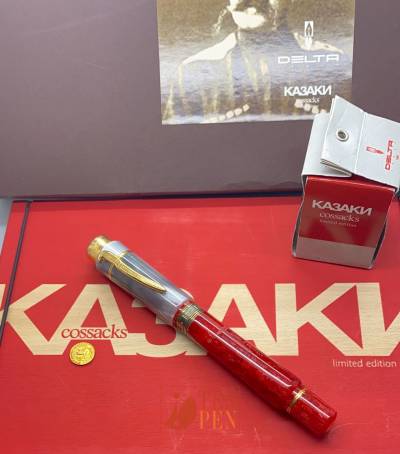 DELTA
КАЗАКИ
cossacks
DELTA
КАЗАКИ
cossacks
limited edition
КАЗАКИ
cossacks
limited edition
PEN